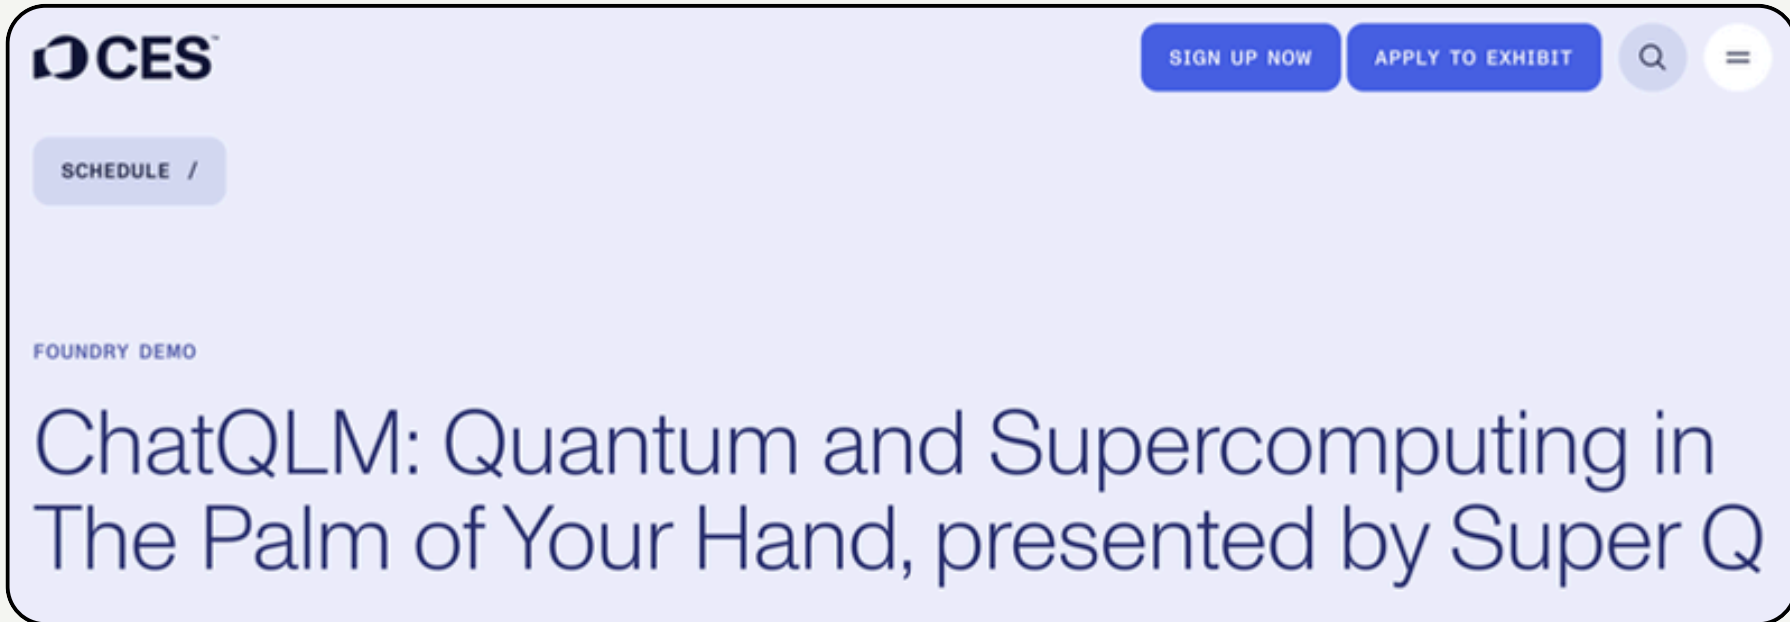 CES™
SIGN UP NOW
APPLY TO EXHIBIT
SCHEDULE /
FOUNDRY DEMO
ChatQLM: Quantum and Supercomputing in
The Palm of Your Hand, presented by Super Q